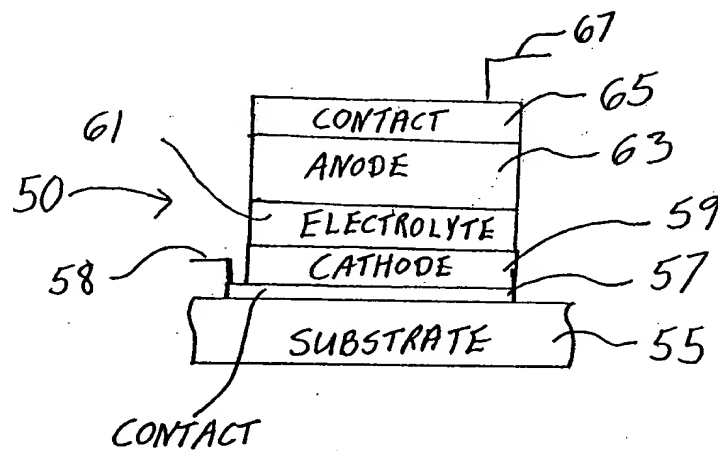 67
CONTACT
65
61
ANODE
63
50
ELECTROLYTE
59
58
CATHODE
57
SUBSTRATE
55
CONTACT